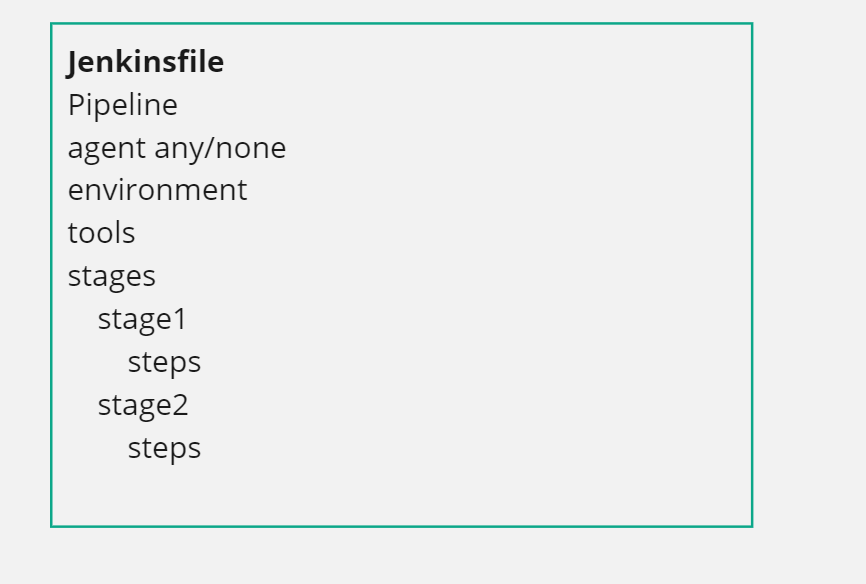 Jenkinsfile
Pipeline
agent any/none
environment
tools
stages
stage1
steps
stage2
steps